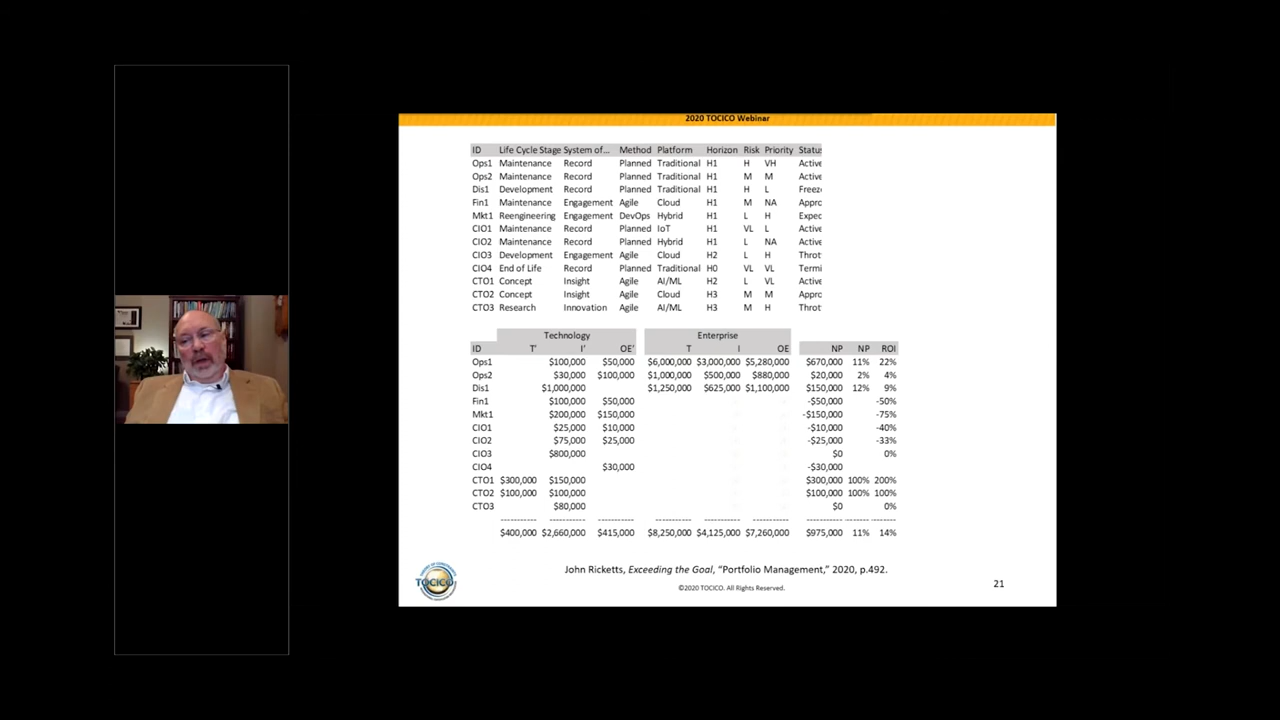 2020 TOCICO Webinar
ID Life Cycle Stage System of... Method Platform Horizon Risk Priority Status
Ops1 Maintenance Record Planned Traditional H1 H VH Active
Ops2 Maintenance Record Planned Traditional H1 M M Active
Dis1 Development Record Planned Traditional H1 H L Freeze
Fin1 Maintenance Engagement Agile Cloud H1 M NA Appro
Mkt1 Reengineering Engagement DevOps Hybrid H1 L H Exped
CIO1 Maintenance Record Planned IoT H1 VL L Active
CIO2 Maintenance Record Planned Hybrid H1 L NA Active
CIO3 Development Engagement Agile Cloud H2 L H Throt
CIO4 End of Life Record Planned Traditional H0 VL VL Termi
CTO1 Concept Insight Agile AI/ML H2 L VL Active
CTO2 Concept Insight Agile Cloud H3 M M Appro
CTO3 Research Innovation Agile AI/ML H3 M H Throt
Technology Enterprise
ID T' I' OE' T I OE NP NP ROI
Ops1 $100,000 $50,000 $6,000,000 $3,000,000 $5,280,000 $670,000 11% 22%
Ops2 $30,000 $100,000 $1,000,000 $500,000 $880,000 $20,000 2% 4%
Dis1 $1,000,000 $1,250,000 $625,000 $1,100,000 $150,000 12% 9%
Fin1 $100,000 $50,000 -$50,000 -50%
Mkt1 $200,000 $150,000 -$150,000 -75%
CIO1 $25,000 $10,000 -$10,000 -40%
CIO2 $75,000 $25,000 -$25,000 -33%
CIO3 $800,000 $0 0%
CIO4 $30,000 -$30,000
CTO1 $300,000 $150,000 $300,000 100% 200%
CTO2 $100,000 $100,000 $100,000 100% 100%
CTO3 $80,000 $0 0%
$400,000 $2,660,000 $415,000 $8,250,000 $4,125,000 $7,260,000 $975,000 11% 14%
John Ricketts, Exceeding the Goal, “Portfolio Management,” 2020, p.492.
TOCICO
©2020 TOCICO. All Rights Reserved.
21